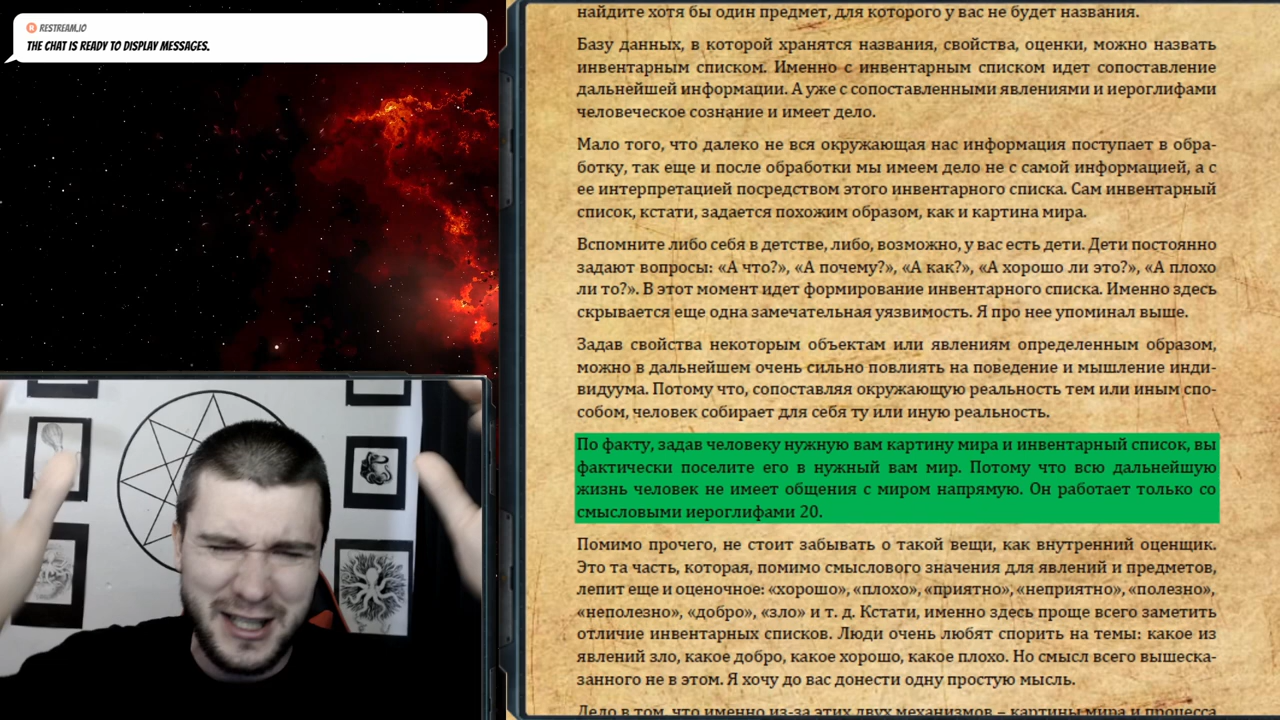 RESTREAM.IO
THE CHAT IS READY TO DISPLAY MESSAGES.
найдите хотя бы один предмет, для которого у вас не будет названия.
Базу данных, в которой хранятся названия, свойства, оценки, можно назвать
инвентарным списком. Именно с инвентарным списком идет сопоставление
дальнейшей информации. А уже с сопоставленными явлениями и иероглифами
человеческое сознание и имеет дело.
Мало того, что далеко не вся окружающая нас информация поступает в обра-
ботку, так еще и после обработки мы имеем дело не с самой информацией, а с
ее интерпретацией посредством этого инвентарного списка. Сам инвентарный
список, кстати, задается похожим образом, как и картина мира.
Вспомните либо себя в детстве, либо, возможно, у вас есть дети. Дети постоянно
задают вопросы: «А что?», «А почему?», «А как?», «А хорошо ли это?», «А плохо
ли то?». В этот момент идет формирование инвентарного списка. Именно здесь
скрывается еще одна замечательная уязвимость. Я про нее упоминал выше.
Задав свойства некоторым объектам или явлениям определенным образом,
можно в дальнейшем очень сильно повлиять на поведение и мышление инди-
видуума. Потому что, сопоставляя окружающую реальность тем или иным спо-
собом, человек собирает для себя ту или иную реальность.
По факту, задав человеку нужную вам картину мира и инвентарный список, вы
фактически поселите его в нужный вам мир. Потому что всю дальнейшую
жизнь человек не имеет общения с миром напрямую. Он работает только со
смысловыми иероглифами 20.
Помимо прочего, не стоит забывать о такой вещи, как внутренний оценщик.
Это та часть, которая, помимо смыслового значения для явлений и предметов,
лепит еще и оценочное: «хорошо», «плохо», «приятно», «неприятно», «полезно»,
«неполезно», «добро», «зло» и т. д. Кстати, именно здесь проще всего заметить
отличие инвентарных списков. Люди очень любят спорить на темы: какое из
явлений зло, какое добро, какое хорошо, какое плохо. Но смысл всего вышеска-
занного не в этом. Я хочу до вас донести одну простую мысль.
Дело в том, что именно из-за этих двух механизмов – картины мира и процесса